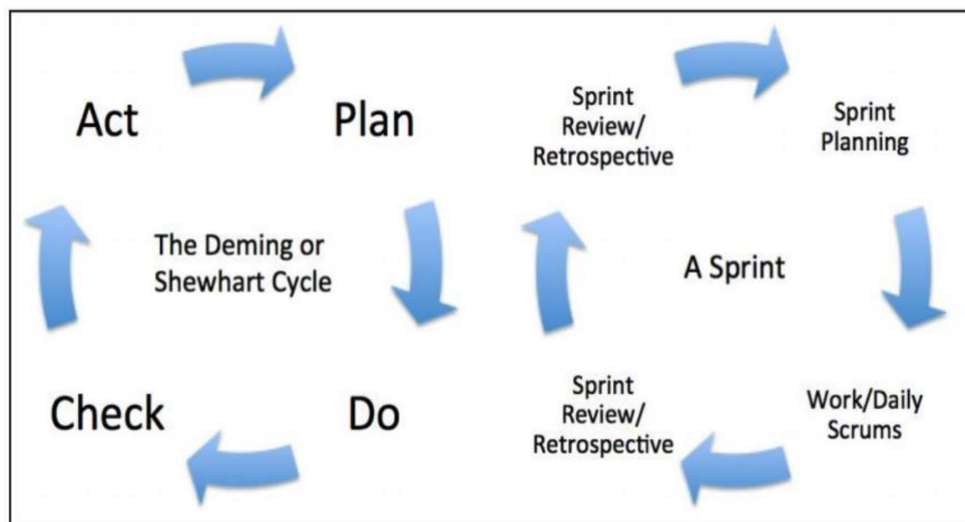 Act
Plan
The Deming or
Shewhart Cycle
Check
Do
Sprint
Review/
Retrospective
Sprint
Planning
A Sprint
Sprint
Review/
Retrospective
Work/Daily
Scrums